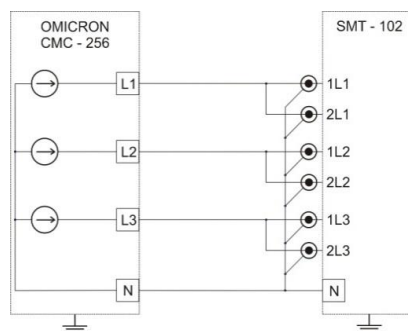 OMICRON
CMC - 256
SMT - 102
L1
1L1
2L1
L2
1L2
2L2
L3
1L3
2L3
N
N